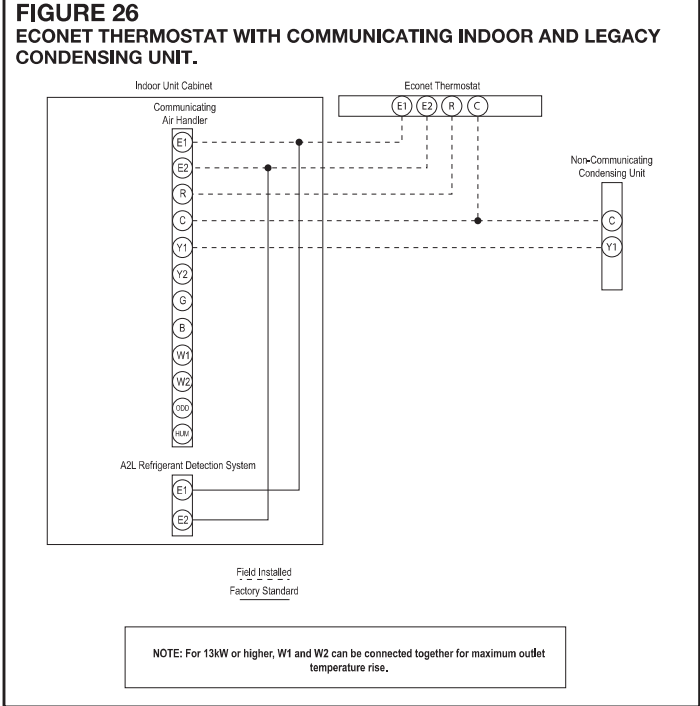 FIGURE 26
ECONET THERMOSTAT WITH COMMUNICATING INDOOR AND LEGACY
CONDENSING UNIT.
Indoor Unit Cabinet
Econet Thermostat
Communicating
Air Handler
E1 E2 R C
E1
E2
R
C
Y1
Y2
G
B
W1
W2
ODD
HUM
Non-Communicating
Condensing Unit
C
Y1
A2L Refrigerant Detection System
E1
E2
Field Installed
Factory Standard
NOTE: For 13kW or higher, W1 and W2 can be connected together for maximum outlet
temperature rise.